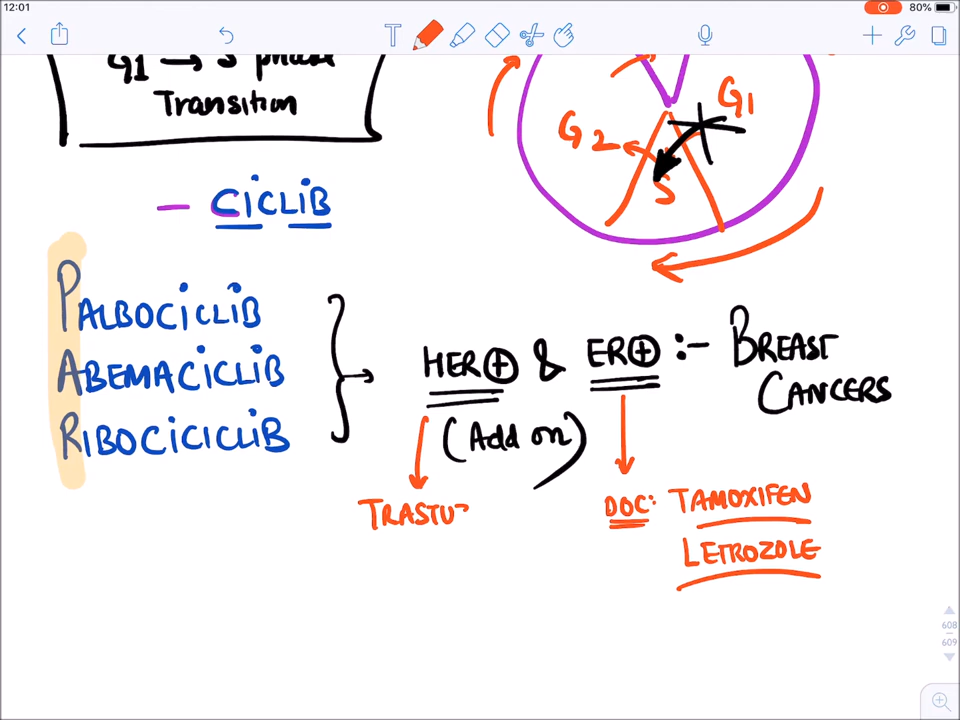 12:01
80%
T
G1 → S phase
Transition
G1
G2
S
— CICLIB
PALBOCICLIB
ABEMACICLIB
RIBOCICICLIB
HER⊕ & ER⊕ :- BREAST
CANCERS
(Add on)
TRASTU
DOC: TAMOXIFEN
LETROZOLE
608
609